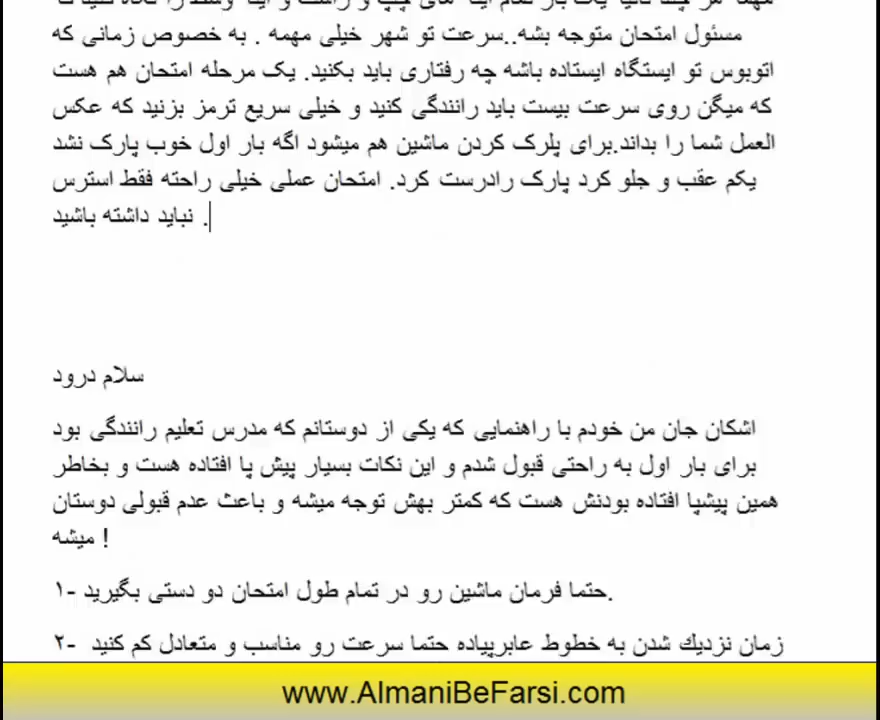 مسئول امتحان متوجه بشه..سرعت تو شهر خیلی مهمه . به خصوص زمانی که
اتوبوس تو ایستگاه ایستاده باشه چه رفتاری باید بکنید. یک مرحله امتحان هم هست
که میگن روی سرعت بیست باید رانندگی کنید و خیلی سریع ترمز بزنید که عکس
العمل شما را بداند.برای پلرک کردن ماشین هم میشود اگه بار اول خوب پارک نشد
یکم عقب و جلو کرد پارک رادرست کرد. امتحان عملی خیلی راحته فقط استرس
نباید داشته باشید .
سلام درود
اشکان جان من خودم با راهنمایی که یکی از دوستانم که مدرس تعلیم رانندگی بود
برای بار اول به راحتی قبول شدم و این نکات بسیار پیش پا افتاده هست و بخاطر
همین پیشپا افتاده بودنش هست که کمتر بهش توجه میشه و باعث عدم قبولی دوستان
میشه !
۱- حتما فرمان ماشین رو در تمام طول امتحان دو دستی بگیرید.
۲- زمان نزدیك شدن به خطوط عابرپیاده حتما سرعت رو مناسب و متعادل کم کنید
www.AlmaniBeFarsi.com